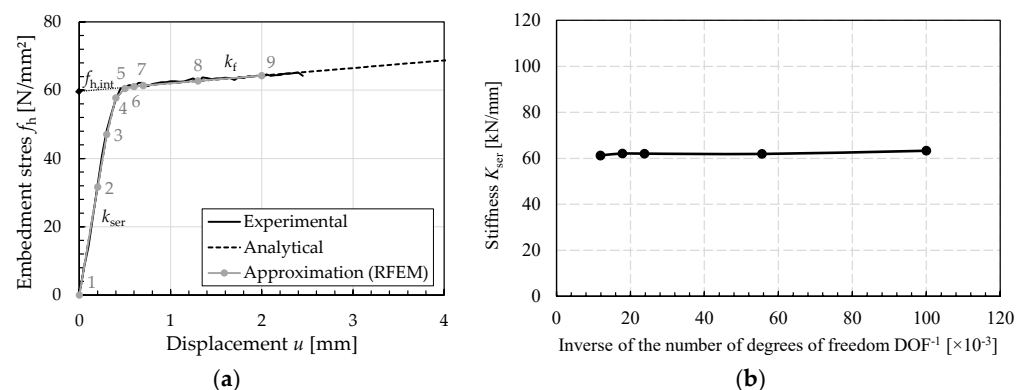 80
60
40
20
0
Embedment stres fh [N/mm²]
fh,int
kser
kf
1
2
3
4
5
6
7
8
9
Experimental
Analytical
Approximation (RFEM)
0 1 2 3 4
Displacement u [mm]
(a)
120
100
80
60
40
20
0
Stiffness Kser [kN/mm]
0 20 40 60 80 100 120
Inverse of the number of degrees of freedom DOF⁻¹ [×10⁻³]
(b)